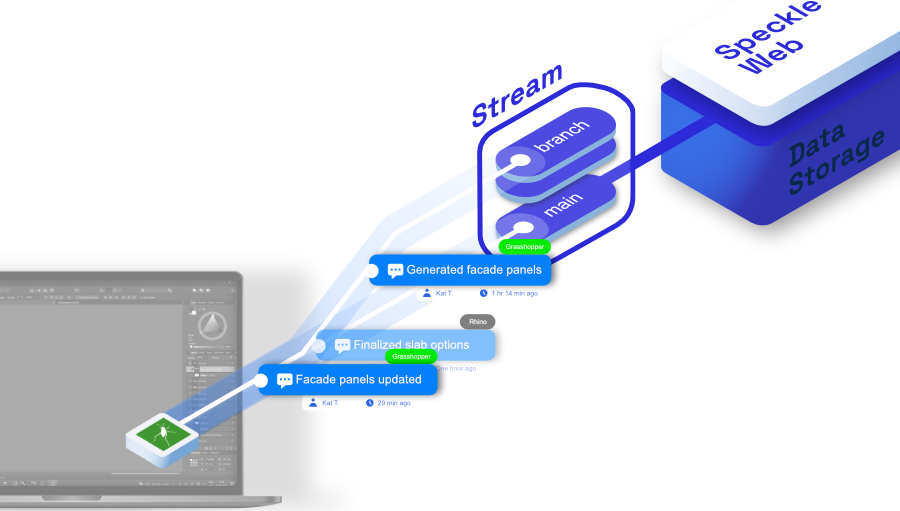 Speckle
Web
Data
Storage
Stream
branch
main
Grasshopper
Generated facade panels
Kat T.
1 hr 14 min ago
Rhino
Finalized slab options
One hour ago
Grasshopper
Facade panels updated
Kat T.
29 min ago